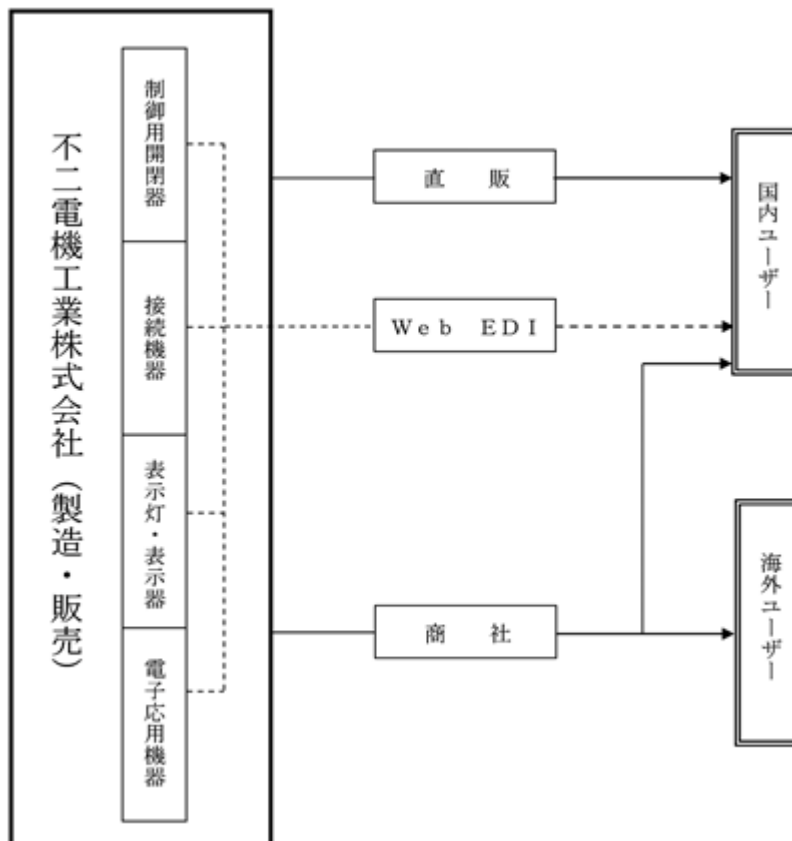 不二電機工業株式会社（製造・販売）
制御用開閉器
接続機器
表示灯・表示器
電子応用機器
直　販
Ｗｅｂ　ＥＤＩ
商　社
国内ユーザー
海外ユーザー